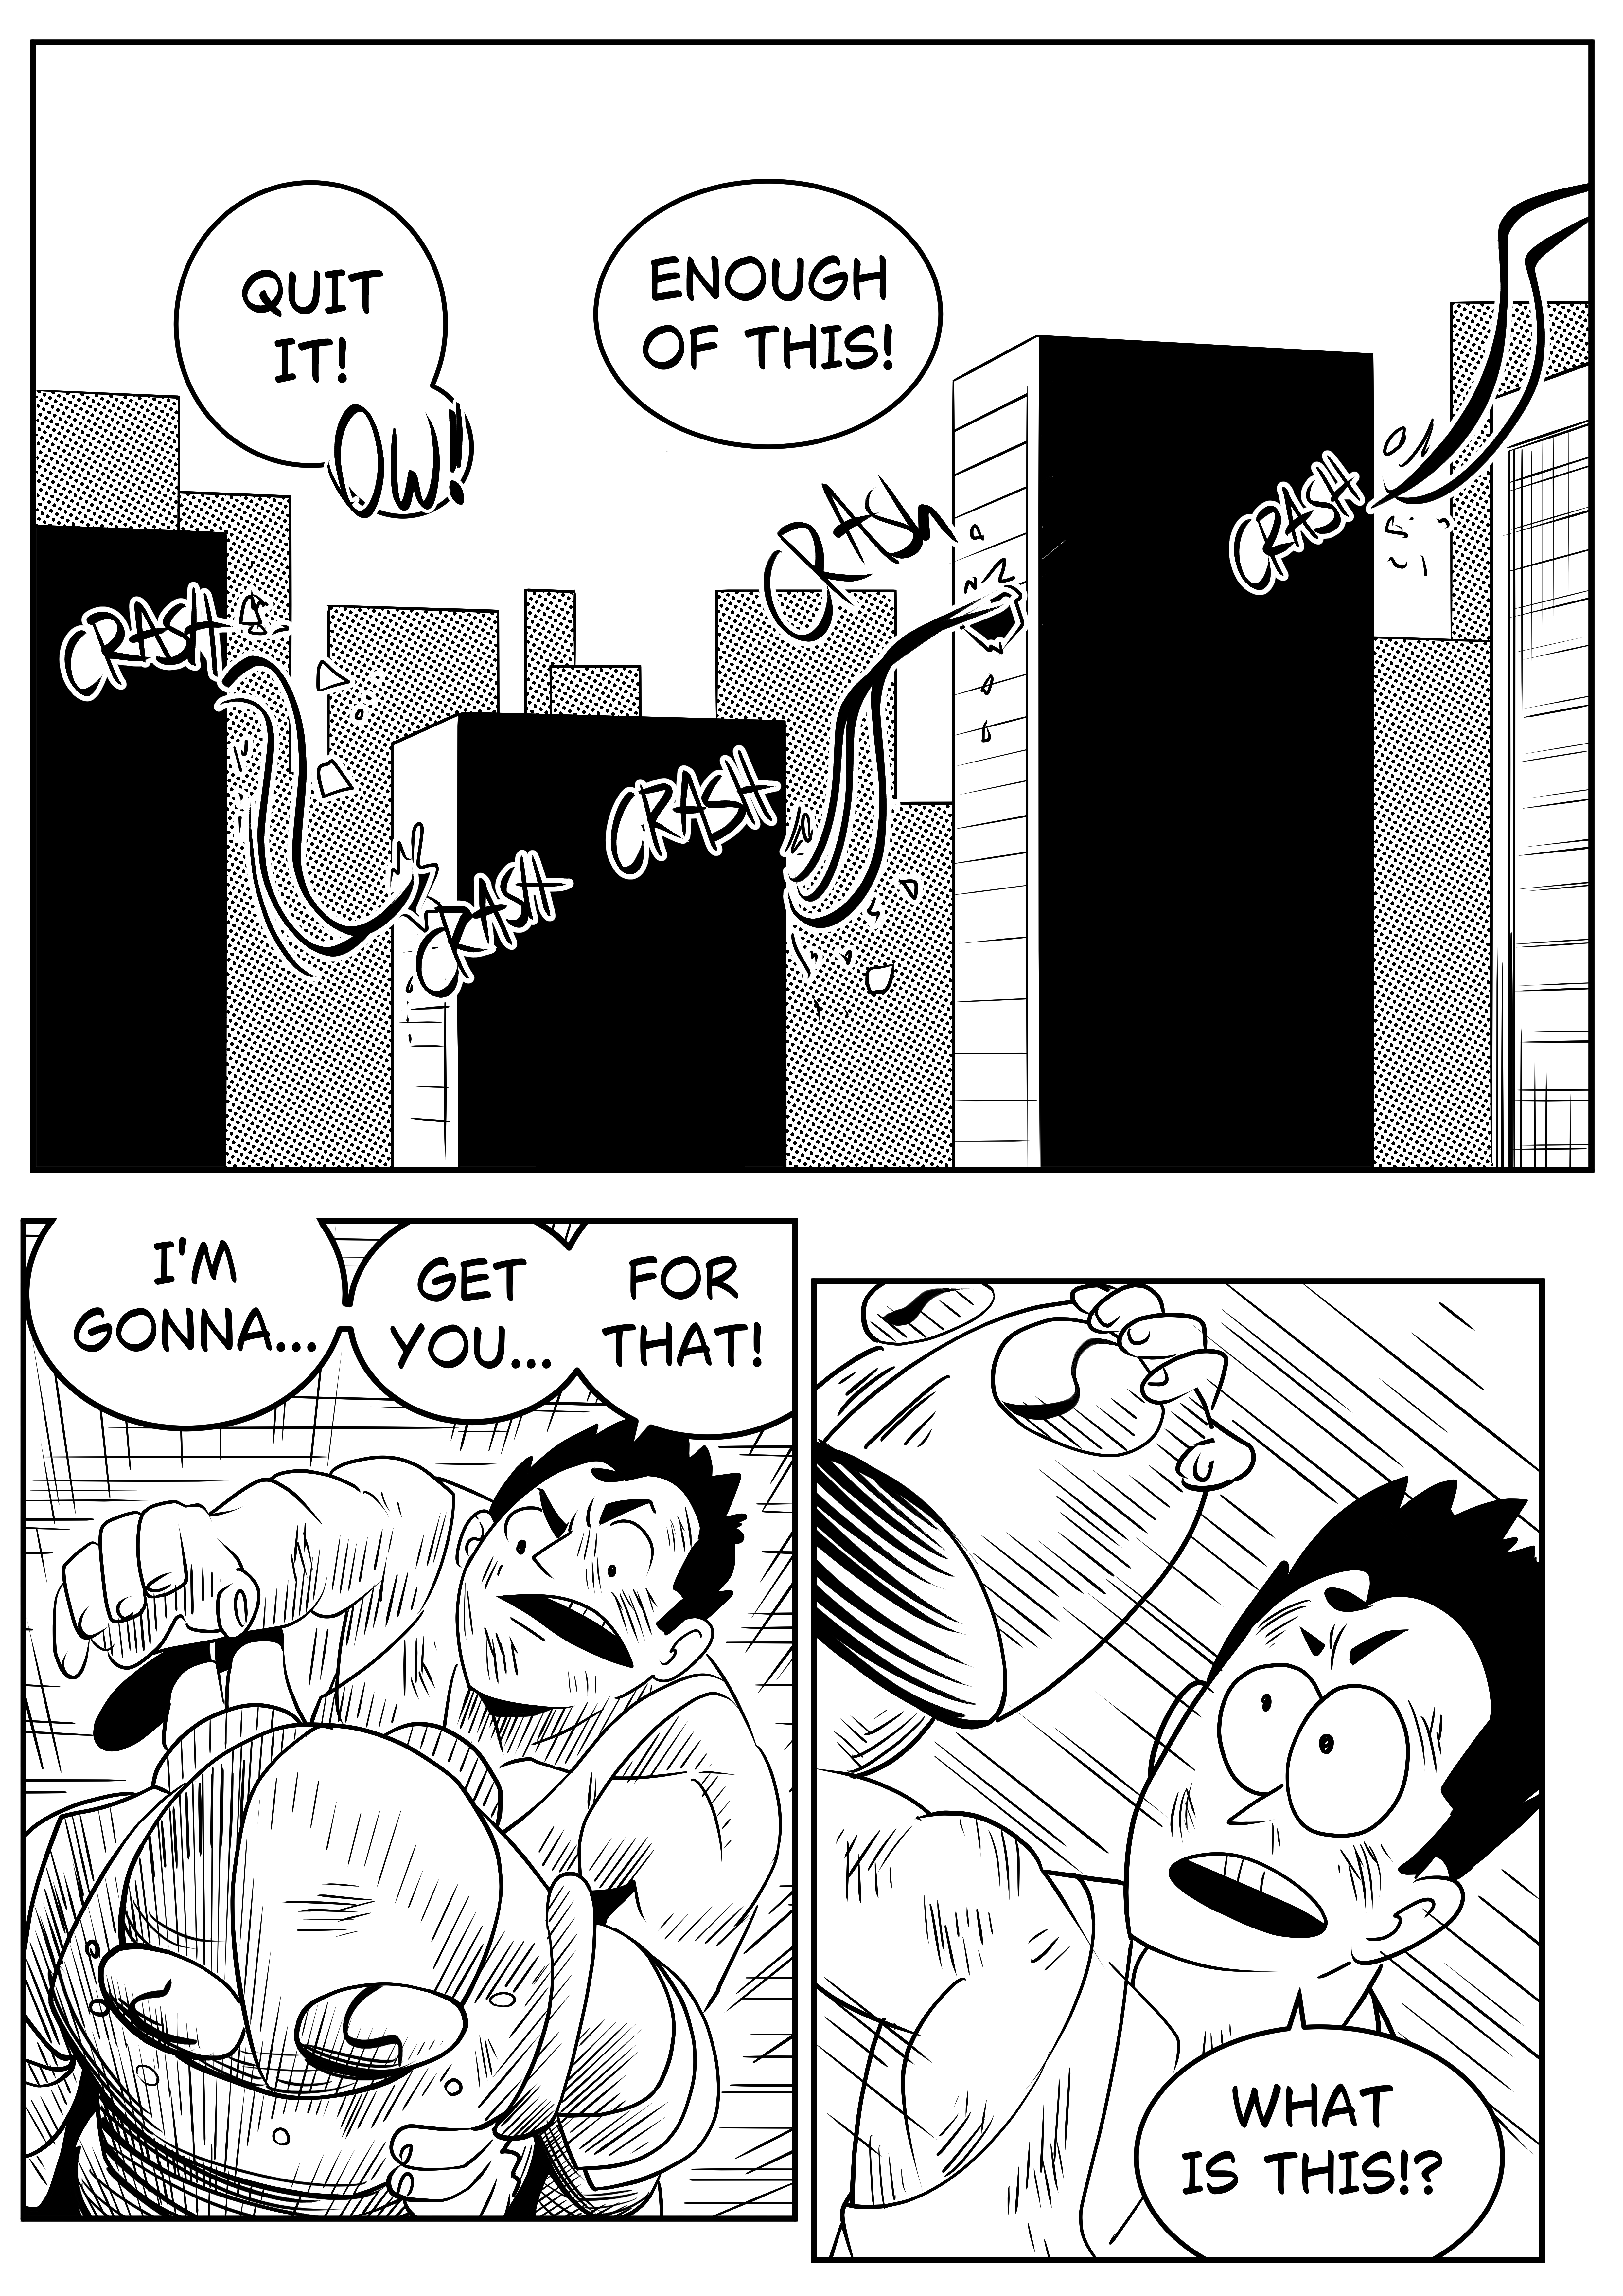 QUIT
IT!
OW!!
ENOUGH
OF THIS!
CRASH
CRASH
CRASH
CRASH
CRASH
I'M
GONNA...
GET
YOU...
FOR
THAT!
WHAT
IS THIS!?